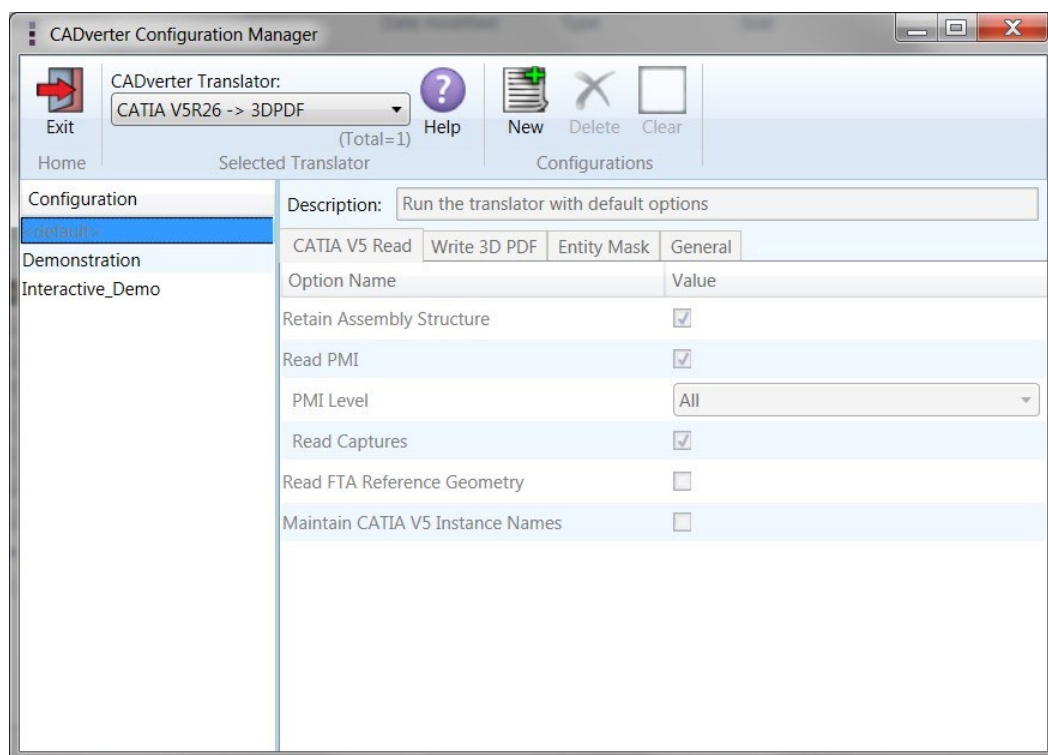 CADverter Configuration Manager
CADverter Translator:
CATIA V5R26 -> 3DPDF
(Total=1)
Exit
Help
New
Delete
Clear
Home
Selected Translator
Configurations
Configuration
<default>
Demonstration
Interactive_Demo
Description: Run the translator with default options
CATIA V5 Read Write 3D PDF Entity Mask General
Option Name Value
Retain Assembly Structure
Read PMI
PMI Level All
Read Captures
Read FTA Reference Geometry
Maintain CATIA V5 Instance Names